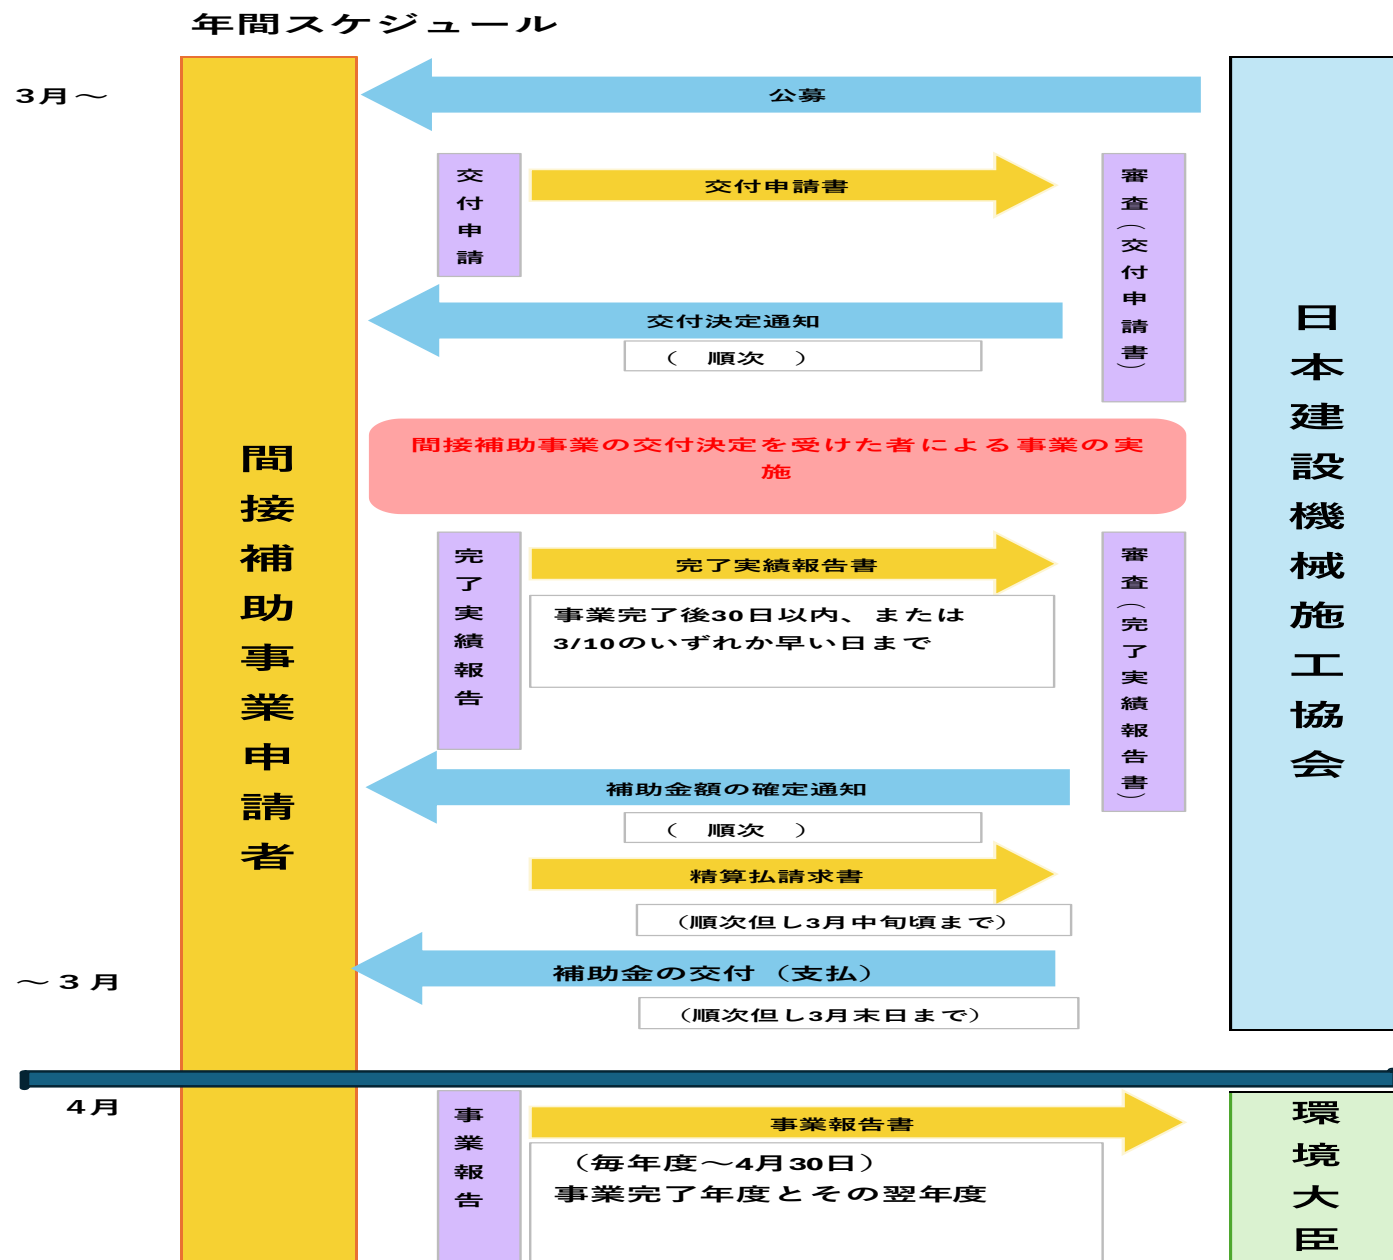 年間スケジュール
3月～
公募
交付申請
交付申請書
審査（交付申請書）
交付決定通知
（　順次　）
間接補助事業の交付決定を受けた者による事業の実
施
間接補助事業申請者
日本建設機械施工協会
完了実績報告
完了実績報告書
審査（完了実績報告書）
事業完了後30日以内、または
3/10のいずれか早い日まで
補助金額の確定通知
（　順次　）
精算払請求書
（順次但し3月中旬頃まで）
～３月
補助金の交付（支払）
（順次但し3月末日まで）
4月
事業報告
事業報告書
環境大臣
（毎年度～4月30日）
事業完了年度とその翌年度